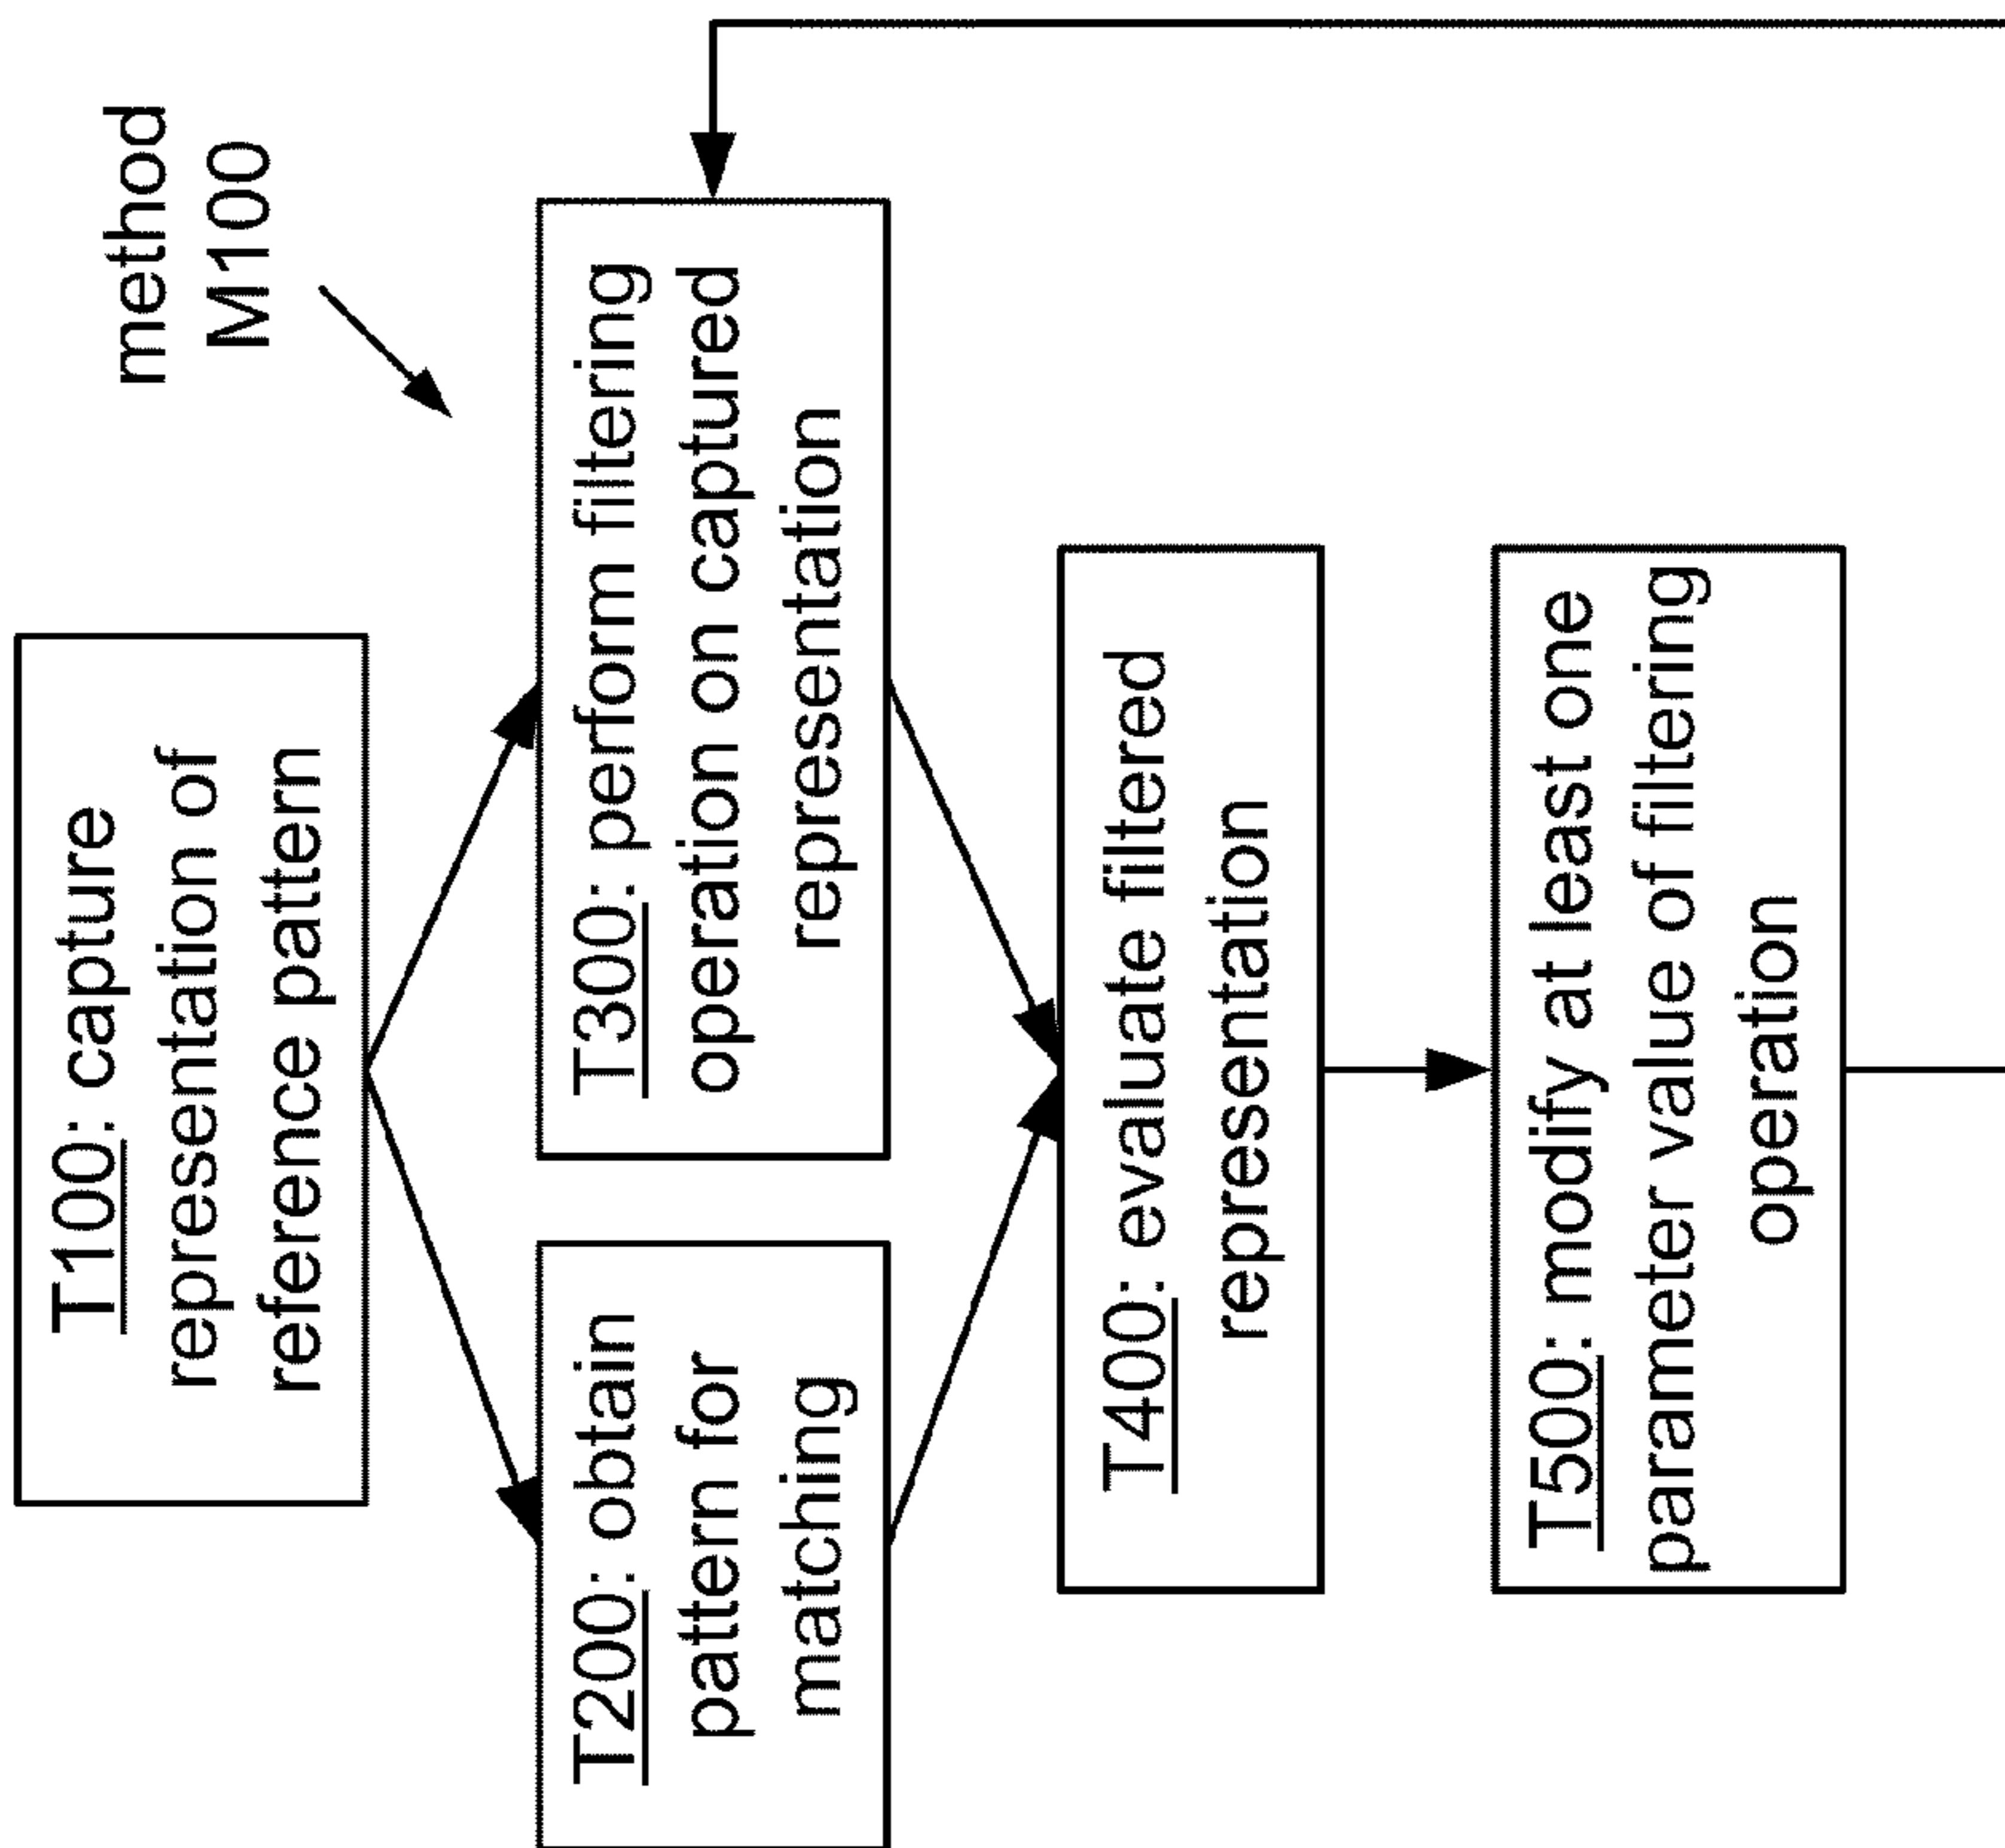 method
M100
T100: capture
representation of
reference pattern
T200: obtain
pattern for
matching
T300: perform filtering
operation on captured
representation
T400: evaluate filtered
representation
T500: modify at least one
parameter value of filtering
operation